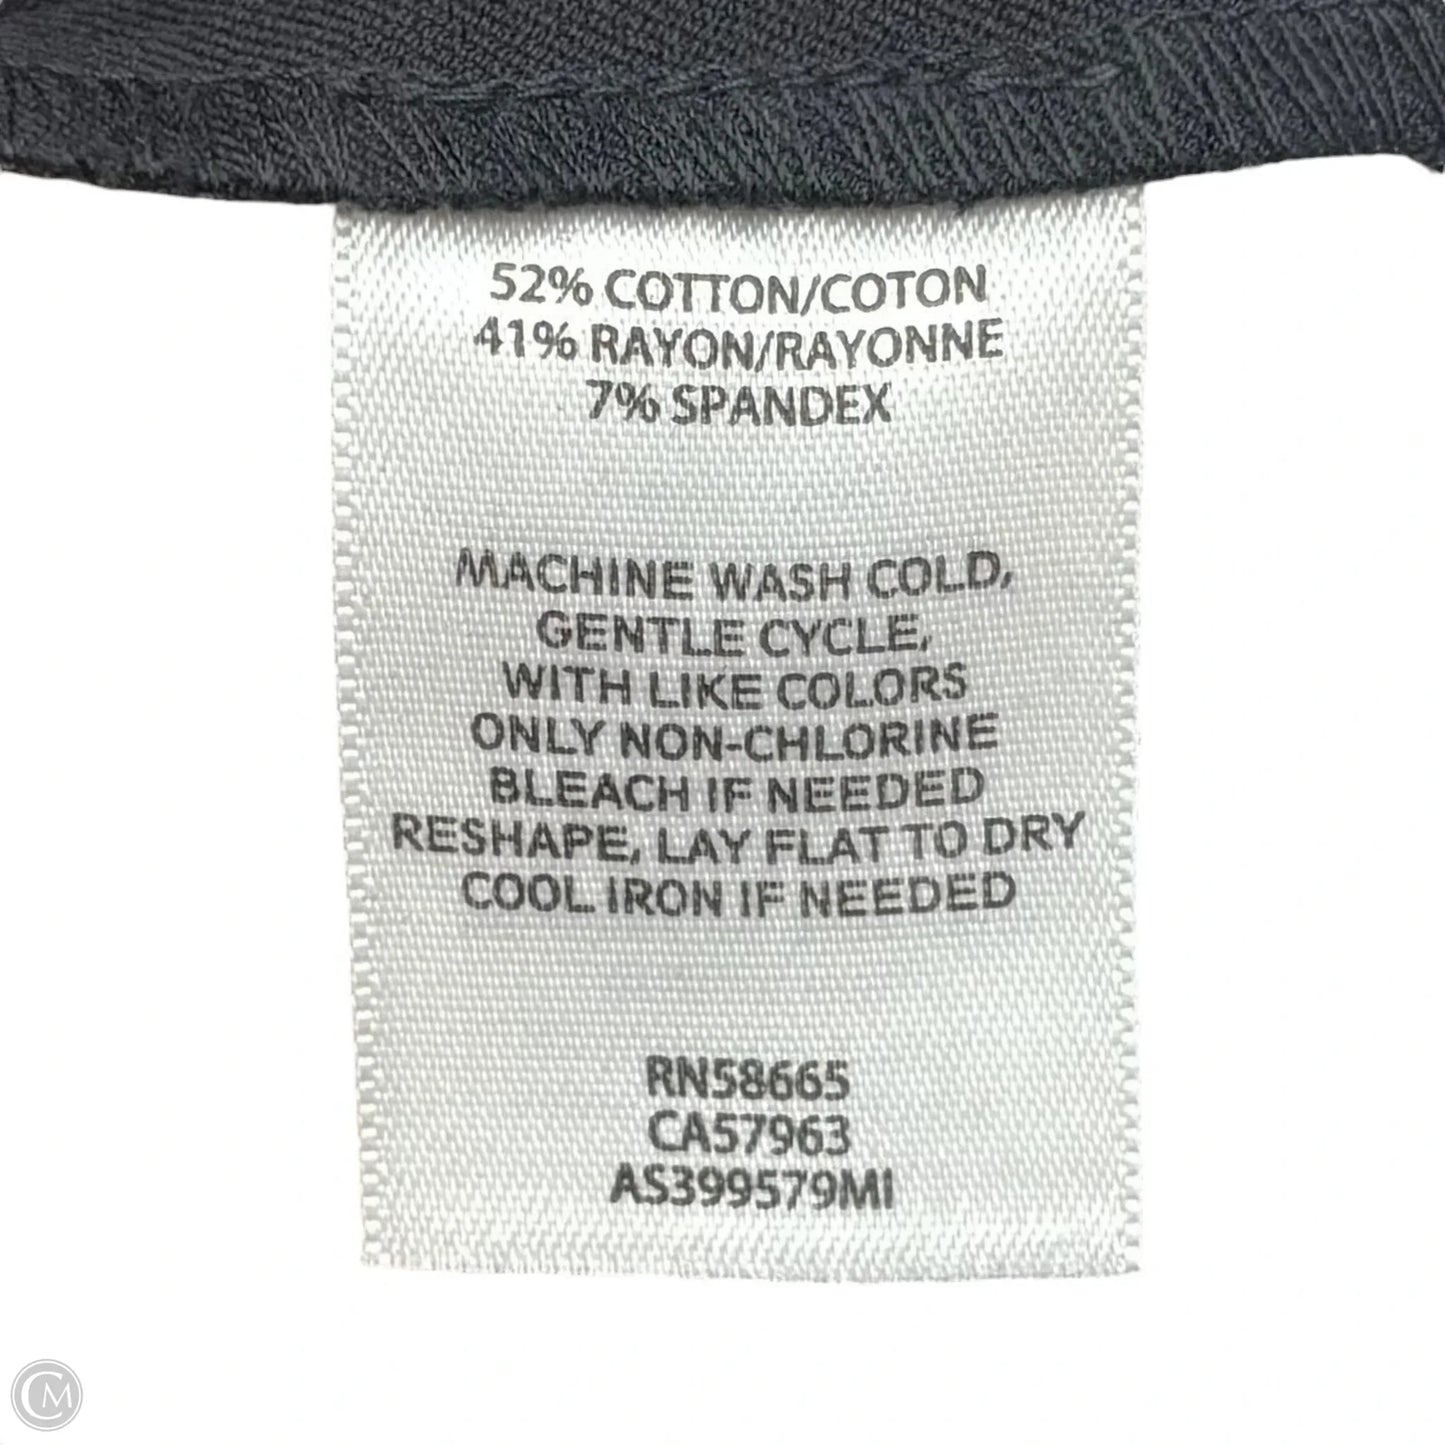 52% COTTON/COTON
41% RAYON/RAYONNE
7% SPANDEX
MACHINE WASH COLD,
GENTLE CYCLE,
WITH LIKE COLORS
ONLY NON-CHLORINE
BLEACH IF NEEDED
RESHAPE, LAY FLAT TO DRY
COOL IRON IF NEEDED
RN58665
CA57963
AS399579MI
CM